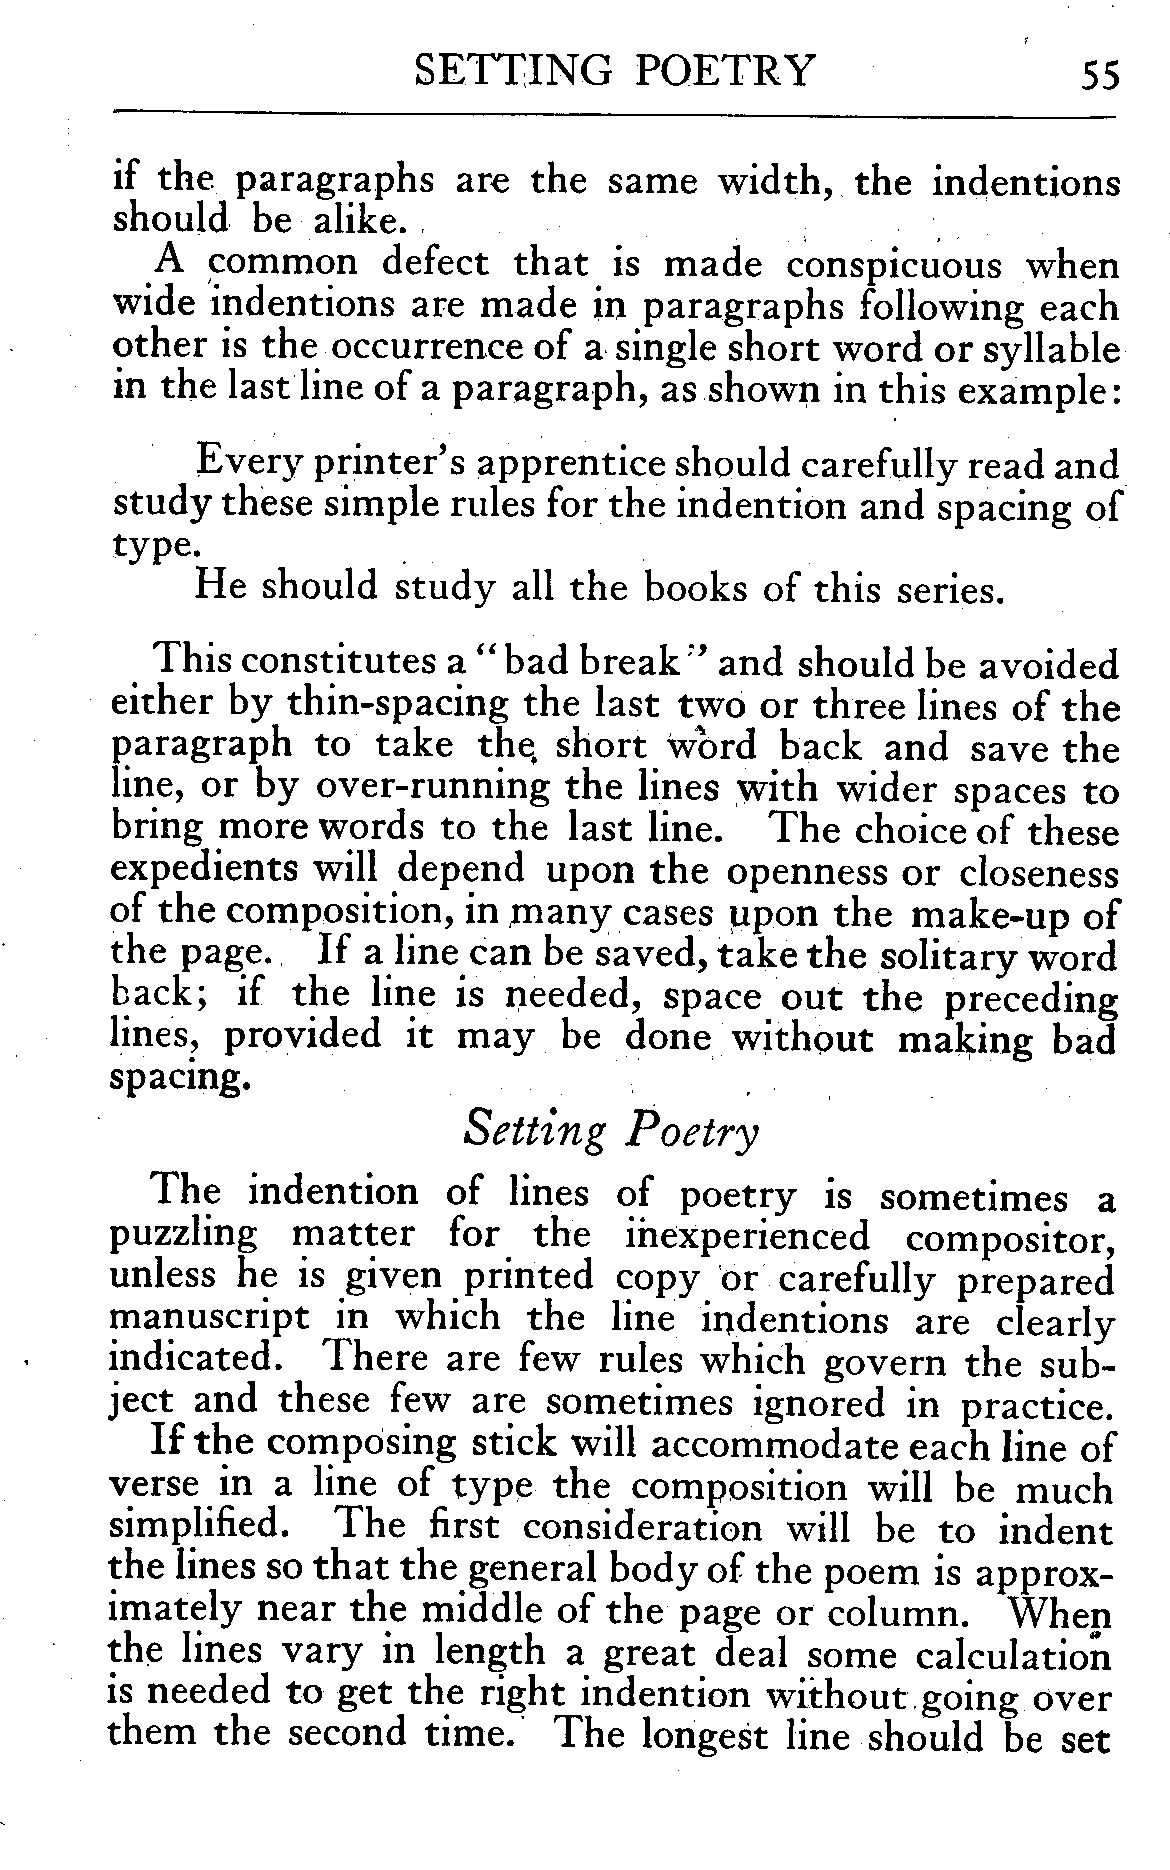 SETTING POETRY 55
if the paragraphs are the same width, the indentions
should be alike.
A common defect that is made conspicuous when
wide indentions are made in paragraphs following each
other is the occurrence of a single short word or syllable
in the last line of a paragraph, as shown in this example:
Every printer's apprentice should carefully read and
study these simple rules for the indention and spacing of
type.
He should study all the books of this series.
This constitutes a "bad break" and should be avoided
either by thin-spacing the last two or three lines of the
paragraph to take the short word back and save the
line, or by over-running the lines with wider spaces to
bring more words to the last line. The choice of these
expedients will depend upon the openness or closeness
of the composition, in many cases upon the make-up of
the page. If a line can be saved, take the solitary word
back; if the line is needed, space out the preceding
lines, provided it may be done without making bad
spacing.
Setting Poetry
The indention of lines of poetry is sometimes a
puzzling matter for the inexperienced compositor,
unless he is given printed copy or carefully prepared
manuscript in which the line indentions are clearly
indicated. There are few rules which govern the sub-
ject and these few are sometimes ignored in practice.
If the composing stick will accommodate each line of
verse in a line of type the composition will be much
simplified. The first consideration will be to indent
the lines so that the general body of the poem is approx-
imately near the middle of the page or column. When
the lines vary in length a great deal some calculation
is needed to get the right indention without going over
them the second time. The longest line should be set